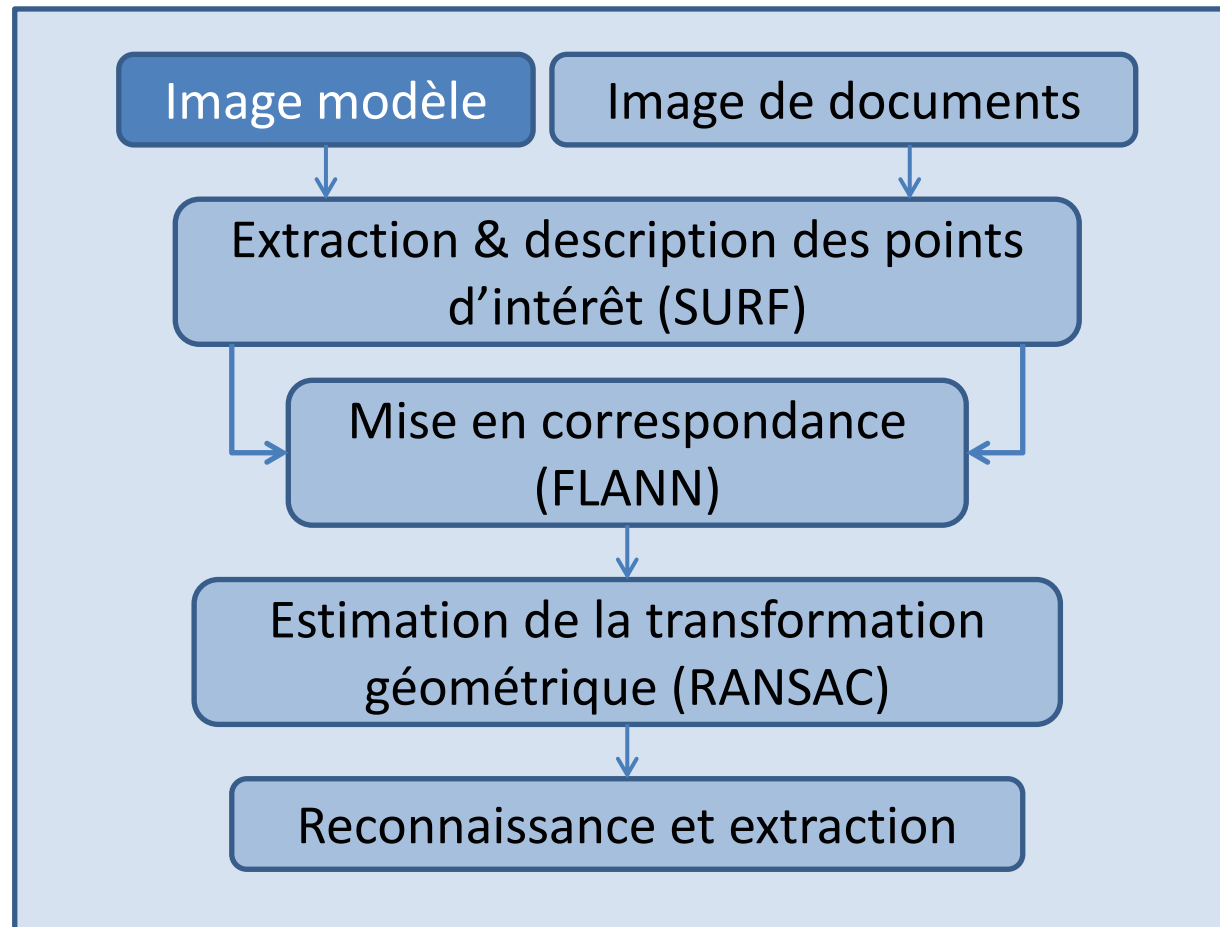 Image modèle
Image de documents
Extraction & description des points
d’intérêt (SURF)
Mise en correspondance
(FLANN)
Estimation de la transformation
géométrique (RANSAC)
Reconnaissance et extraction